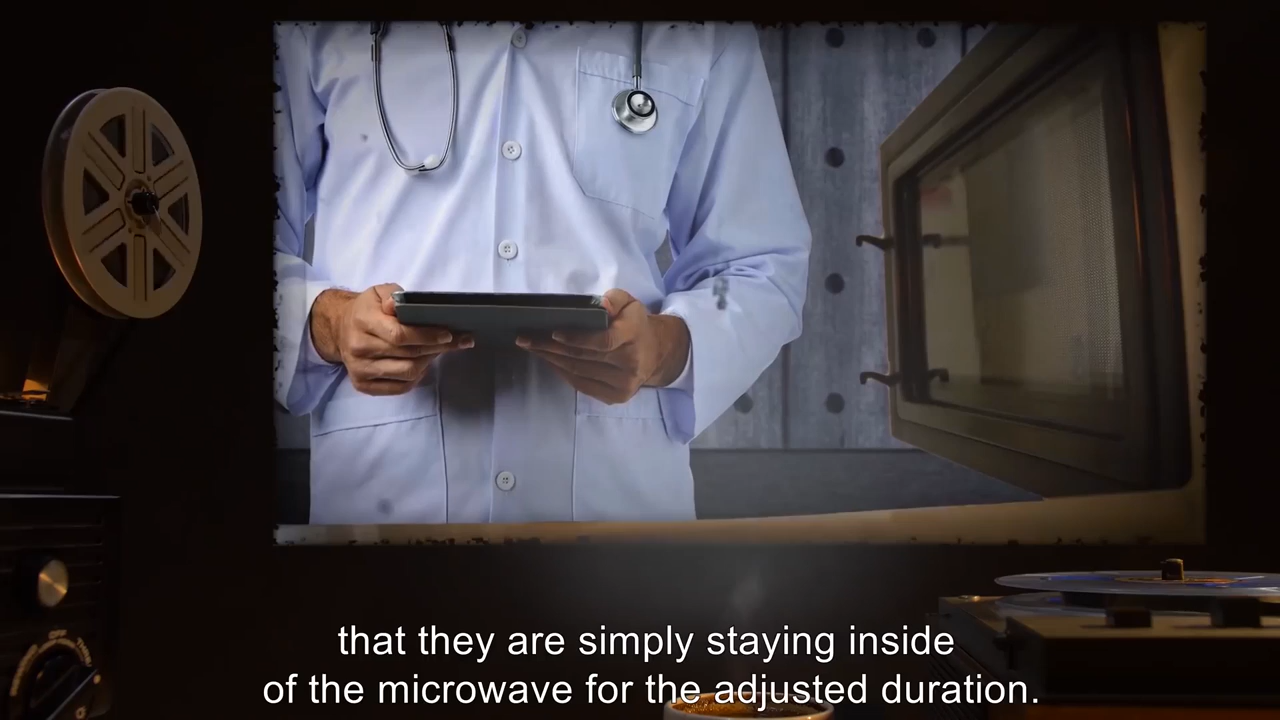 that they are simply staying inside
of the microwave for the adjusted duration.